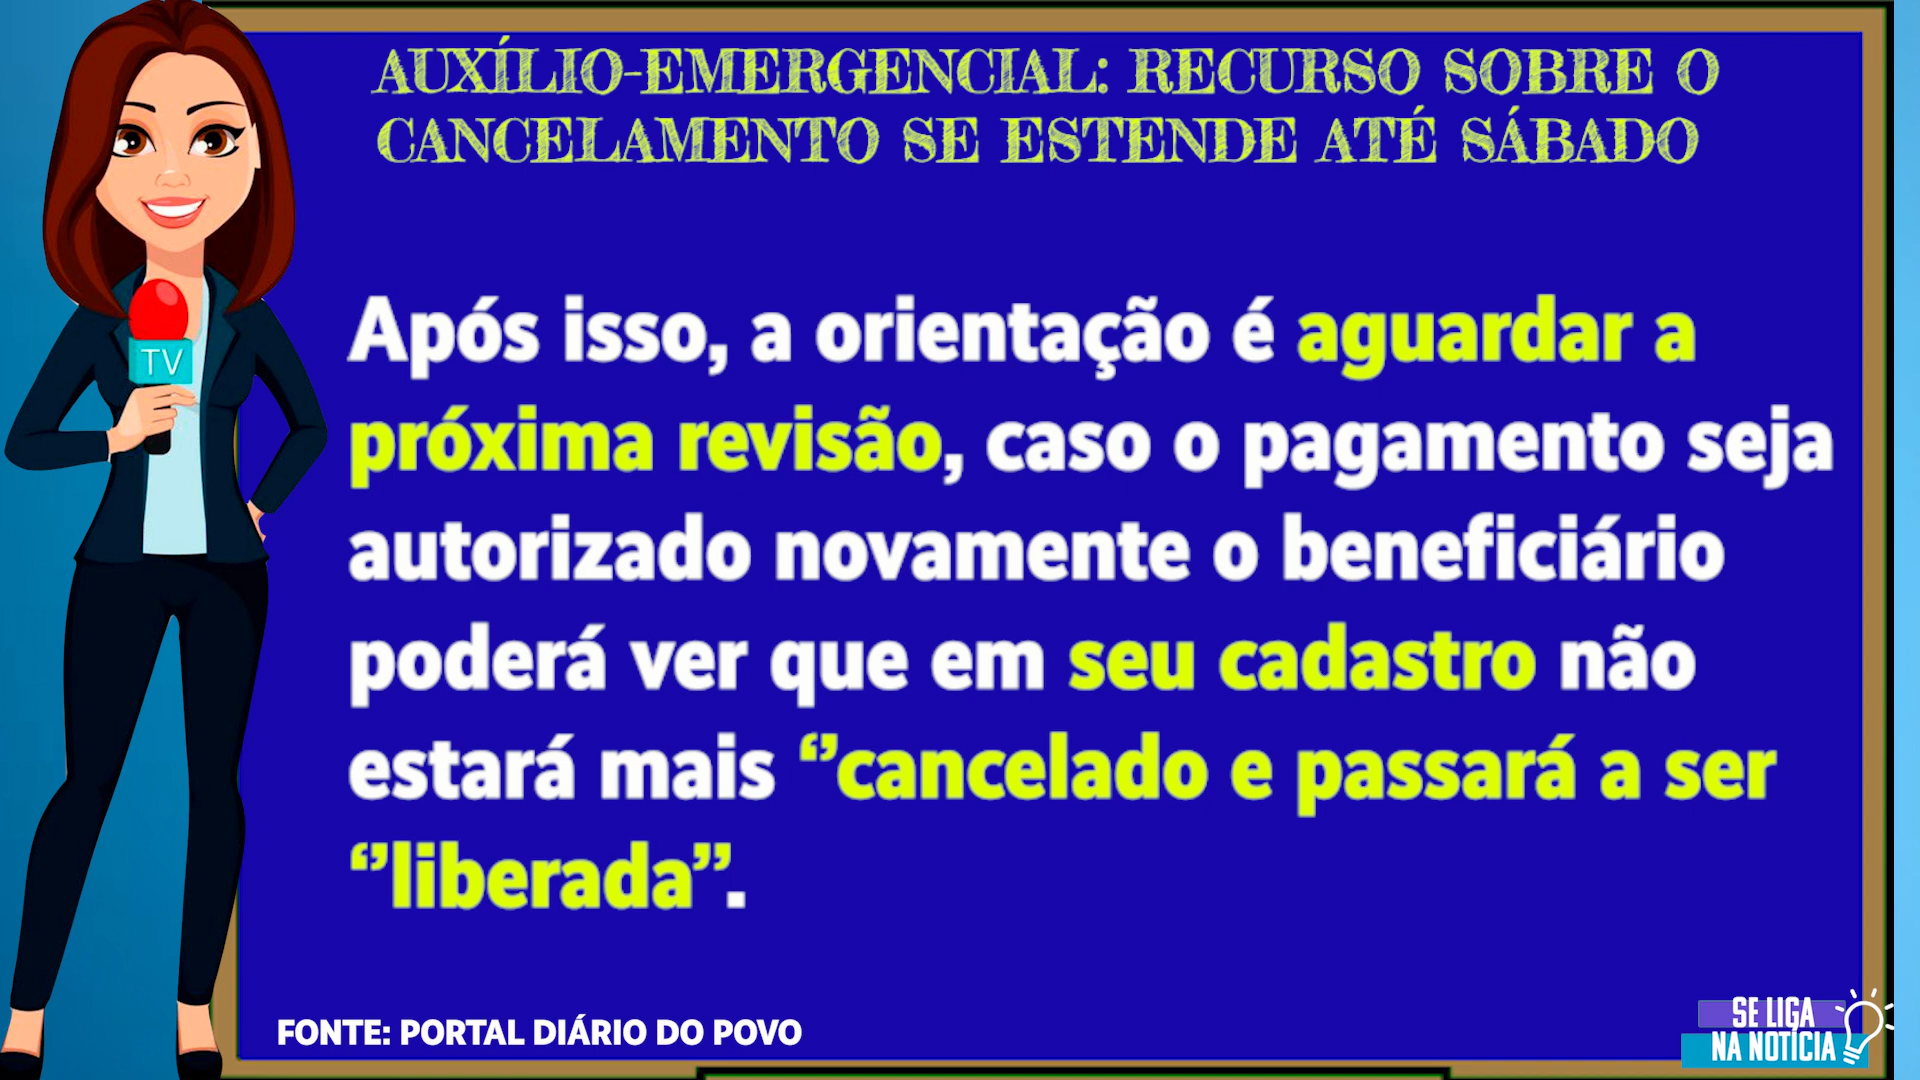 AUXÍLIO-EMERGENCIAL: RECURSO SOBRE O
CANCELAMENTO SE ESTENDE ATÉ SÁBADO
TV
Após isso, a orientação é aguardar a
próxima revisão, caso o pagamento seja
autorizado novamente o beneficiário
poderá ver que em seu cadastro não
estará mais ‘’cancelado e passará a ser
‘’liberada’’.
FONTE: PORTAL DIÁRIO DO POVO
SE LIGA
NA NOTÍCIA